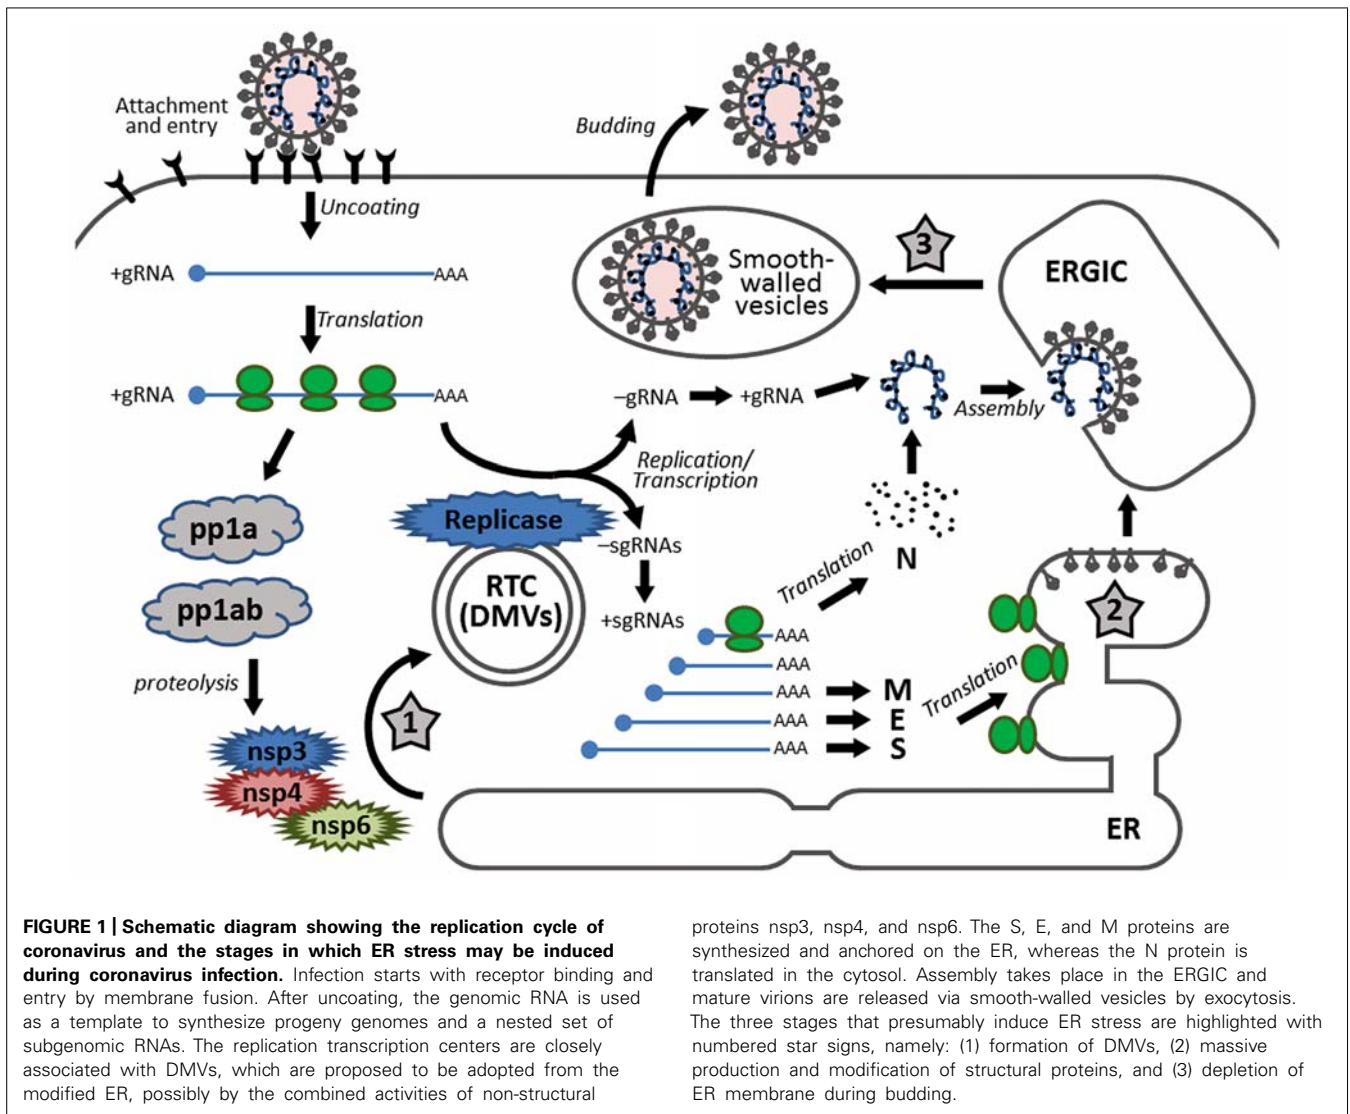 Attachment
and entry
Budding
Uncoating
+gRNA
AAA
Translation
+gRNA
AAA
Smooth-
walled
vesicles
3
ERGIC
−gRNA
+gRNA
Assembly
Replication/
Transcription
pp1a
pp1ab
proteolysis
nsp3
nsp4
nsp6
1
Replicase
RTC
(DMVs)
−sgRNAs
+sgRNAs
Translation
N
AAA
AAA
AAA
AAA
AAA
M
E
S
Translation
2
ER
FIGURE 1 | Schematic diagram showing the replication cycle of
coronavirus and the stages in which ER stress may be induced
during coronavirus infection. Infection starts with receptor binding and
entry by membrane fusion. After uncoating, the genomic RNA is used
as a template to synthesize progeny genomes and a nested set of
subgenomic RNAs. The replication transcription centers are closely
associated with DMVs, which are proposed to be adopted from the
modified ER, possibly by the combined activities of non-structural
proteins nsp3, nsp4, and nsp6. The S, E, and M proteins are
synthesized and anchored on the ER, whereas the N protein is
translated in the cytosol. Assembly takes place in the ERGIC and
mature virions are released via smooth-walled vesicles by exocytosis.
The three stages that presumably induce ER stress are highlighted with
numbered star signs, namely: (1) formation of DMVs, (2) massive
production and modification of structural proteins, and (3) depletion of
ER membrane during budding.